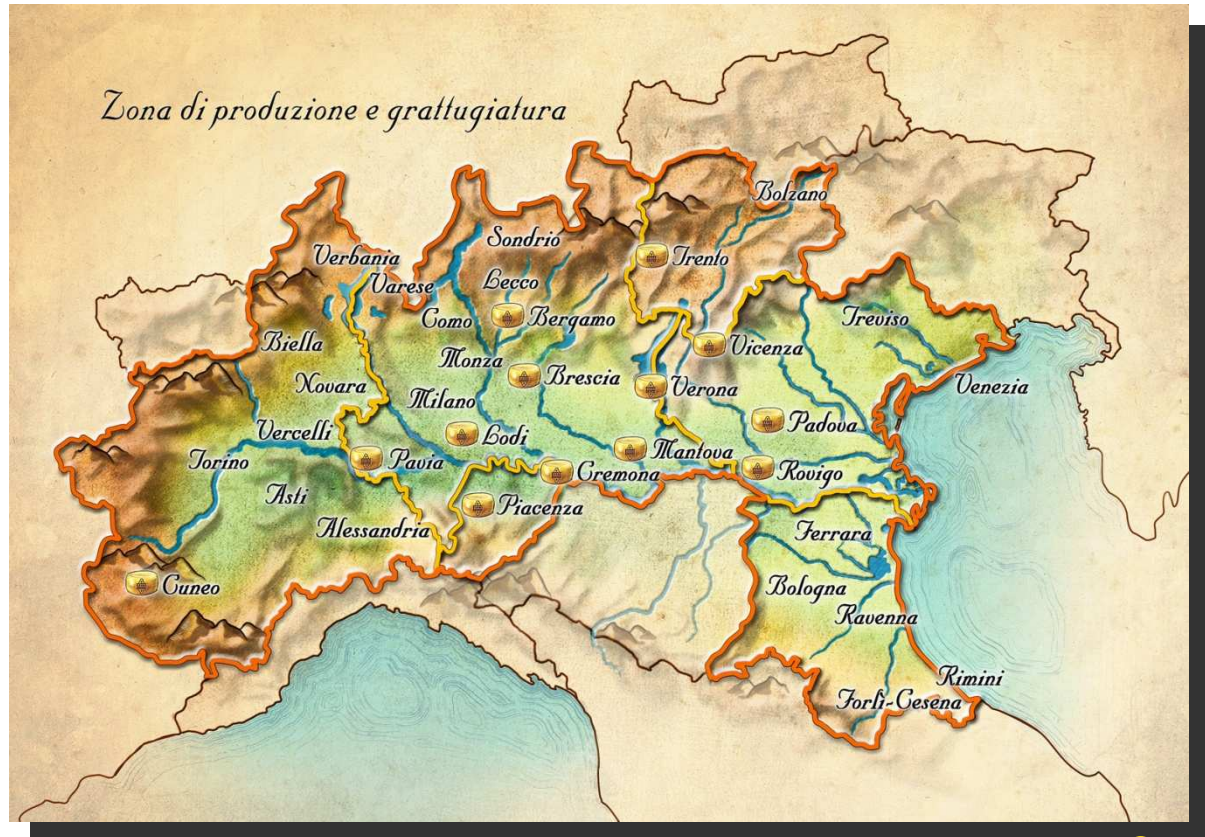 Zona di produzione e grattugiatura
Bolzano
Sondrio
Trento
Verbania
Lecco
Varese
Como
Bergamo
Treviso
Biella
Vicenza
Monza
Brescia
Novara
Verona
Venezia
Milano
Padova
Vercelli
Lodi
Mantova
Torino
Pavia
Cremona
Rovigo
Asti
Piacenza
Alessandria
Ferrara
Cuneo
Bologna
Ravenna
Rimini
Forlì-Cesena